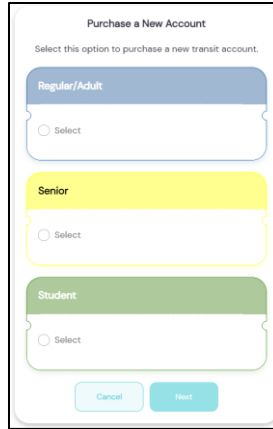 Purchase a New Account
Select this option to purchase a new transit account.
Regular/Adult
Select
Senior
Select
Student
Select
Cancel
Next